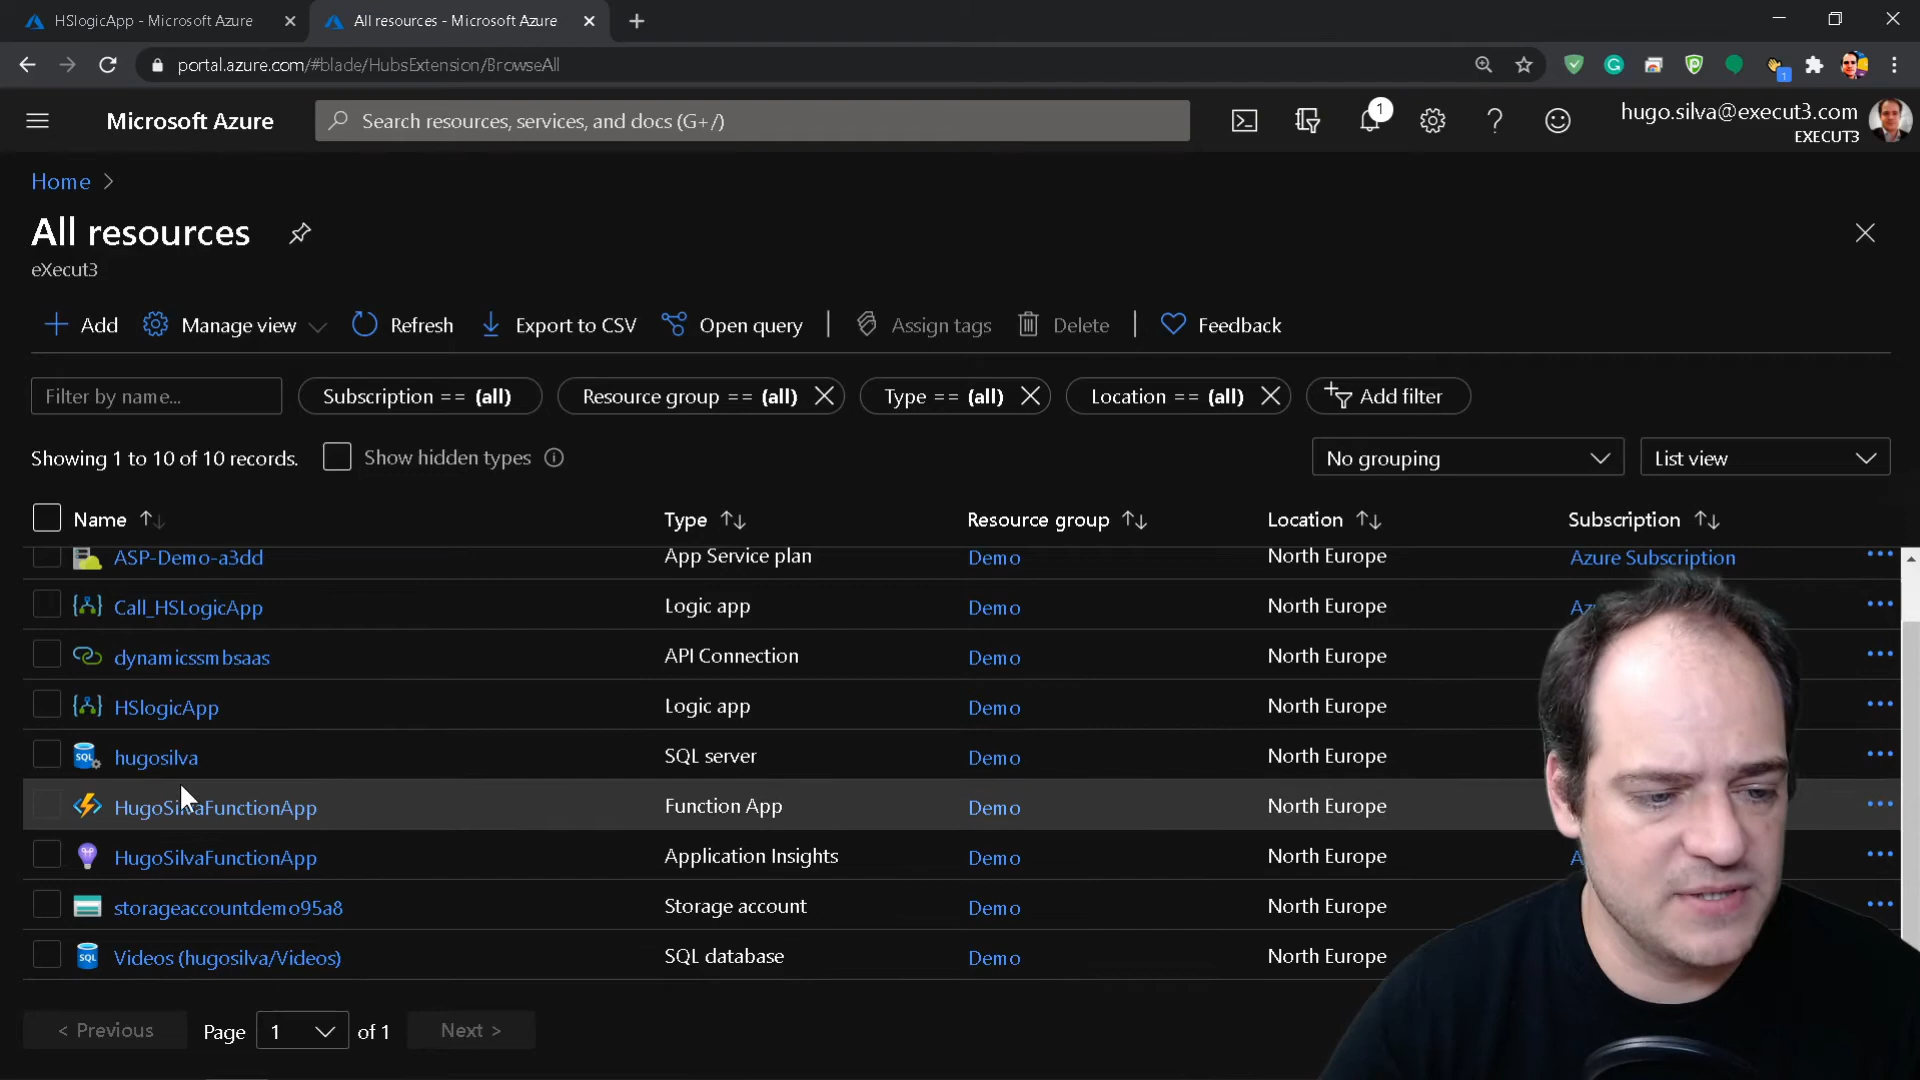 HSlogicApp - Microsoft Azure
All resources - Microsoft Azure
portal.azure.com/#blade/HubsExtension/BrowseAll
1
Microsoft Azure
Search resources, services, and docs (G+/)
1
hugo.silva@execut3.com
EXECUT3
Home
All resources
eXecut3
Add
Manage view
Refresh
Export to CSV
Open query
Assign tags
Delete
Feedback
Filter by name...
Subscription == (all)
Resource group == (all)
Type == (all)
Location == (all)
Add filter
Showing 1 to 10 of 10 records.
Show hidden types
No grouping
List view
Name Type Resource group Location Subscription
ASP-Demo-a3dd App Service plan Demo North Europe Azure Subscription
Call_HSLogicApp Logic app Demo North Europe
dynamicssmbsaas API Connection Demo North Europe
HSlogicApp Logic app Demo North Europe
SQL hugosilva SQL server Demo North Europe
HugoSilvaFunctionApp Function App Demo North Europe
HugoSilvaFunctionApp Application Insights Demo North Europe
storageaccountdemo95a8 Storage account Demo North Europe
SQL Videos (hugosilva/Videos) SQL database Demo North Europe
< Previous Page 1 of 1 Next >